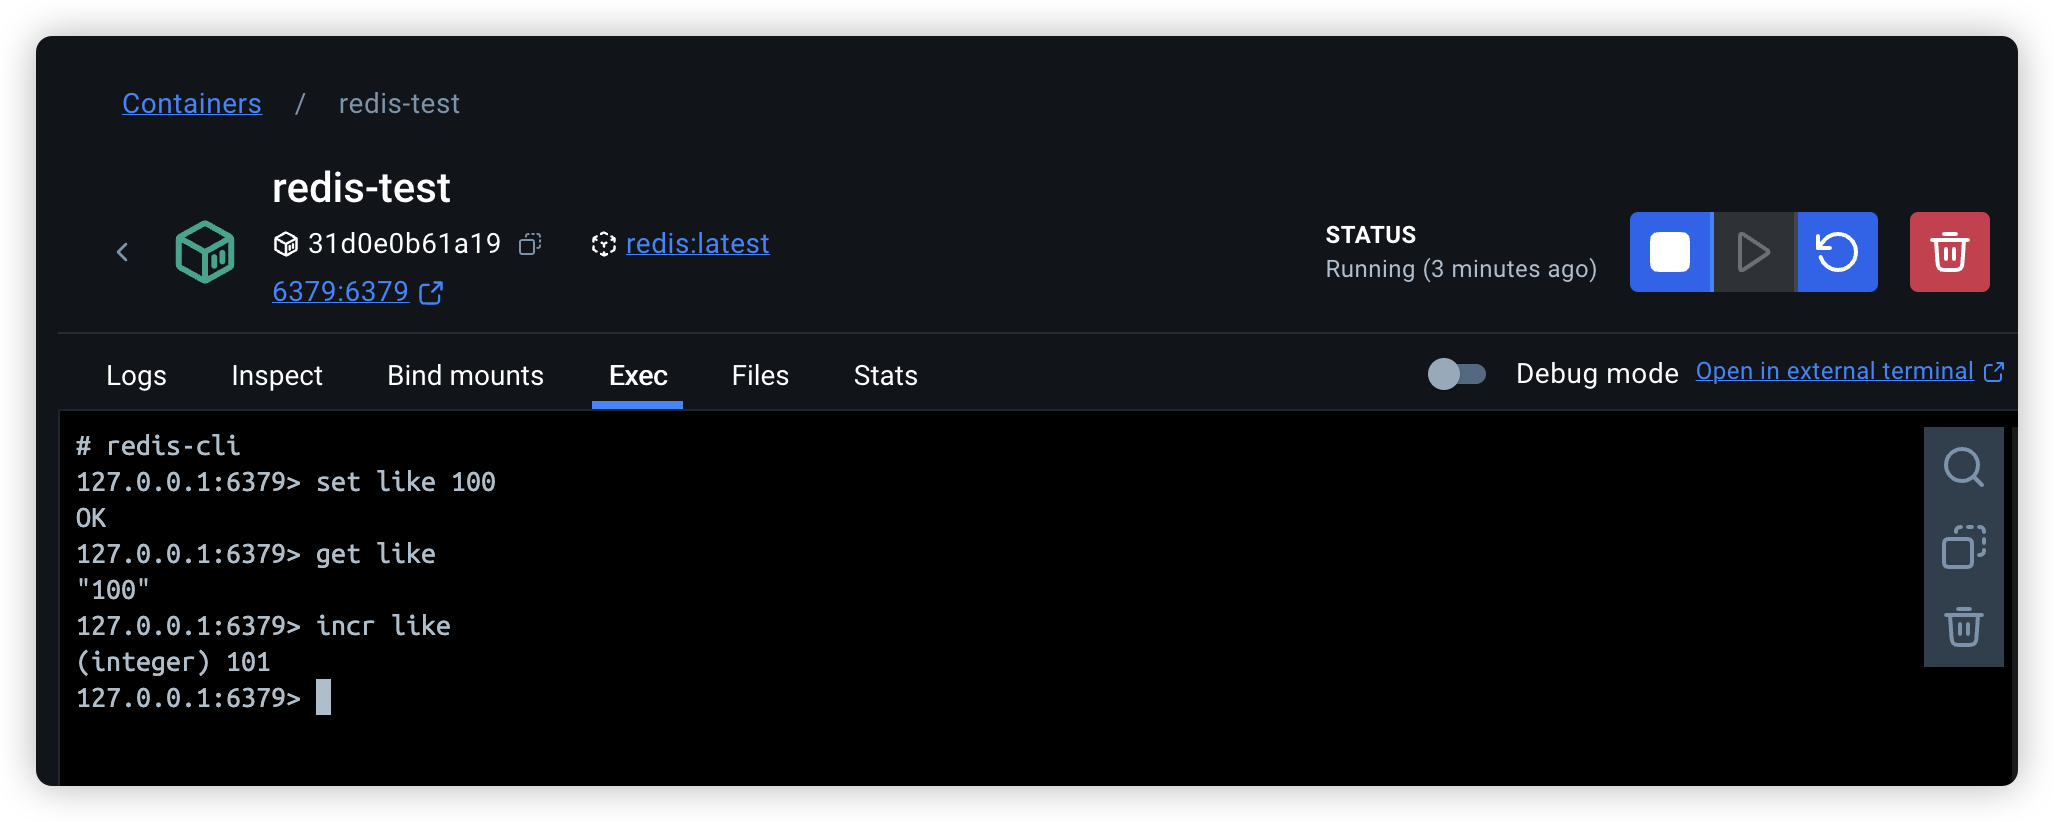 Containers / redis-test
redis-test
31d0e0b61a19 redis:latest
6379:6379
STATUS
Running (3 minutes ago)
Logs Inspect Bind mounts Exec Files Stats Debug mode Open in external terminal
# redis-cli
127.0.0.1:6379> set like 100
OK
127.0.0.1:6379> get like
"100"
127.0.0.1:6379> incr like
(integer) 101
127.0.0.1:6379>